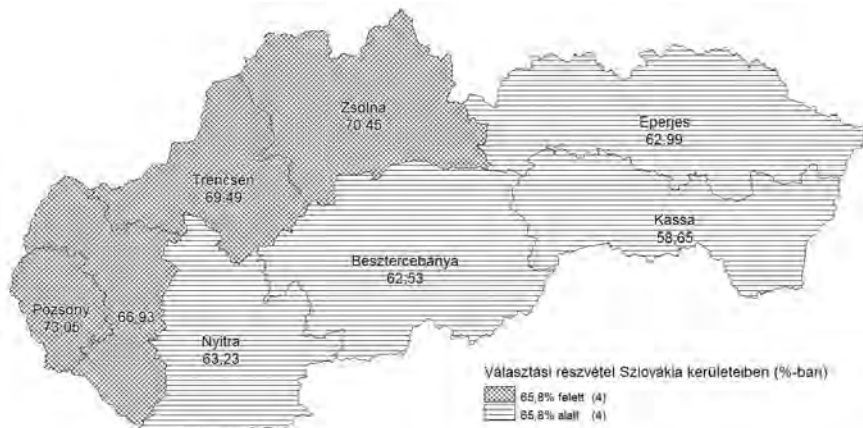 Zsolna
70.45
Eperjes
62,99
Trencsén
69.49
Kassa
58,65
Besztercebánya
62,53
Pozsony
73.05
66,93
Nyitra
63,23
Választási részvétel Szlovákia kerületeiben (%-ban)
65,8% felett (4)
65,8% alatt (4)